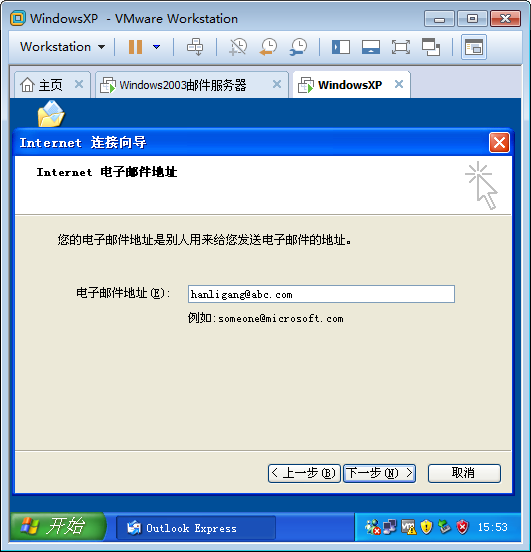 WindowsXP - VMware Workstation
Workstation
主页
Windows2003邮件服务器
WindowsXP
Internet 连接向导
Internet 电子邮件地址
您的电子邮件地址是别人用来给您发送电子邮件的地址。
电子邮件地址(E): hanligang@abc.com
例如:someone@microsoft.com
< 上一步(B) 下一步(N) > 取消
开始 Outlook Express 15:53